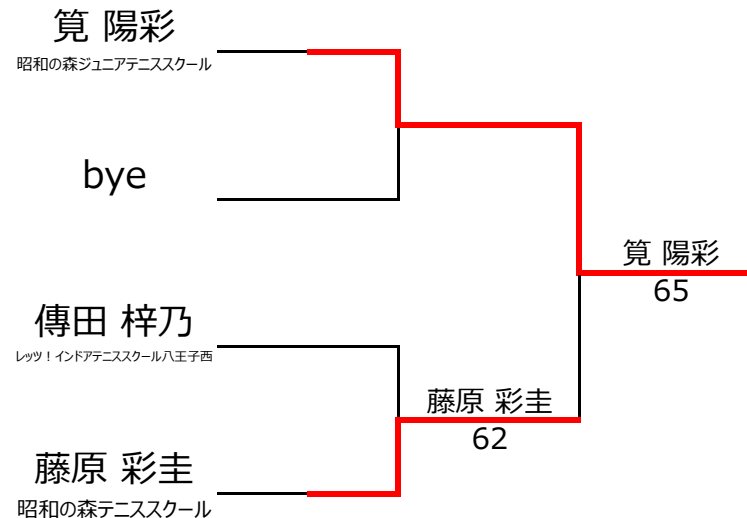 筧 陽彩
昭和の森ジュニアテニススクール
bye
筧 陽彩
65
傳田 梓乃
レッツ！インドアテニススクール八王子西
藤原 彩圭
62
藤原 彩圭
昭和の森テニススクール